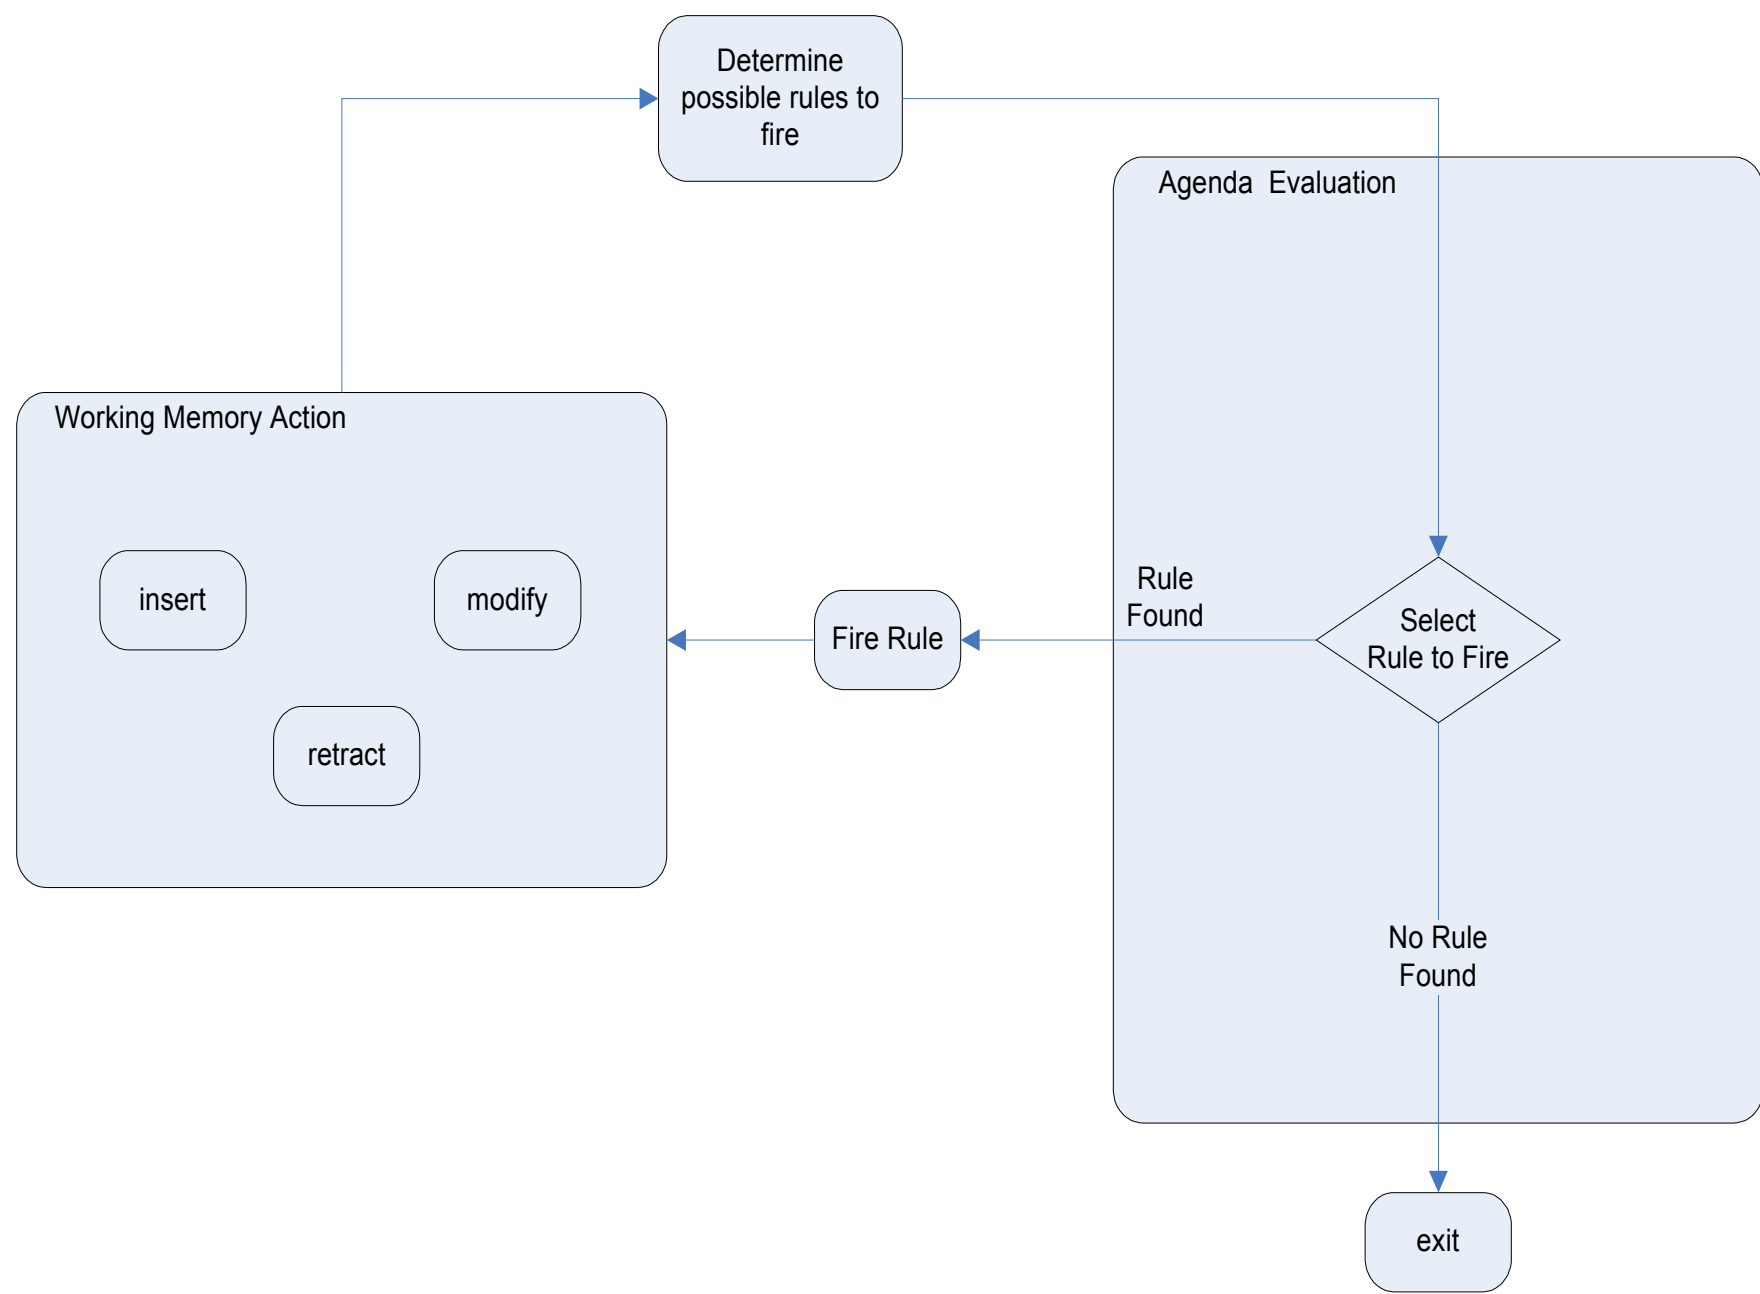 Determine
possible rules to
fire
Agenda  Evaluation
Working Memory Action
insert
modify
retract
Fire Rule
Rule
Found
Select
Rule to Fire
No Rule
Found
exit